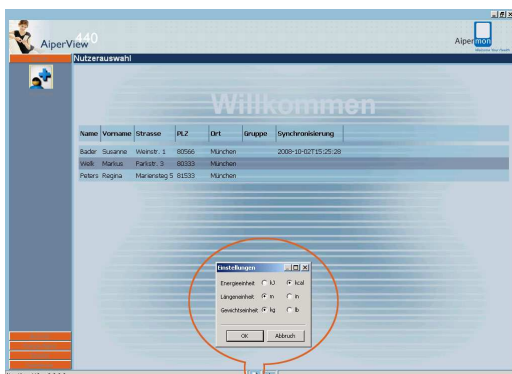 AiperView 440
Aipermon
Nutzerauswahl
Willkommen
Name Vorname Strasse PLZ Ort Gruppe Synchronisierung
Bader Susanne Weinstr. 1 80566 München 2008-10-02T15:25:28
Welk Markus Parkstr. 3 80333 München
Peters Regina Mariensteg 5 81533 München
Einstellungen
Energieeinheit kJ kcal
Längeneinheit m in
Gewichtseinheit kg lb
OK Abbruch